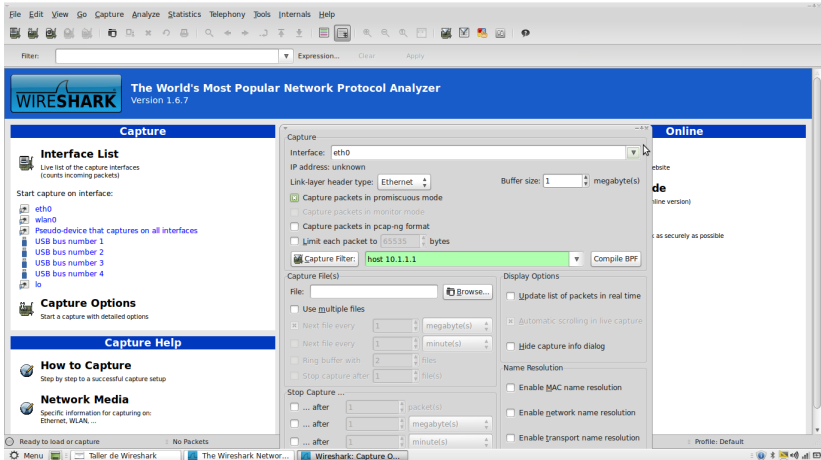 File Edit View Go Capture Analyze Statistics Telephony Tools Internals Help
Filter: Expression... Clear Apply
WIRESHARK
The World's Most Popular Network Protocol Analyzer
Version 1.6.7
Capture
Interface List
Live list of the capture interfaces
(counts incoming packets)
Start capture on interface:
eth0
wlan0
Pseudo-device that captures on all interfaces
USB bus number 1
USB bus number 2
USB bus number 3
USB bus number 4
lo
Capture Options
Start a capture with detailed options
Capture Help
How to Capture
Step by step to a successful capture setup
Network Media
Specific information for capturing on:
Ethernet, WLAN, ...
Capture
Interface: eth0
IP address: unknown
Link-layer header type: Ethernet Buffer size: 1 megabyte(s)
Capture packets in promiscuous mode
Capture packets in monitor mode
Capture packets in pcap-ng format
Limit each packet to 65535 bytes
Capture Filter: host 10.1.1.1 Compile BPF
Capture File(s)
File: Browse...
Use multiple files
Next file every 1 megabyte(s)
Next file every 1 minute(s)
Ring buffer with 2 files
Stop capture after 1 file(s)
Stop Capture ...
... after 1 packet(s)
... after 1 megabyte(s)
... after 1 minute(s)
Display Options
Update list of packets in real time
Automatic scrolling in live capture
Hide capture info dialog
Name Resolution
Enable MAC name resolution
Enable network name resolution
Enable transport name resolution
Online
ebsite
de
nline version)
as securely as possible
Ready to load or capture No Packets Profile: Default
Menu Taller de Wireshark The Wireshark Networ... Wireshark: Capture O...